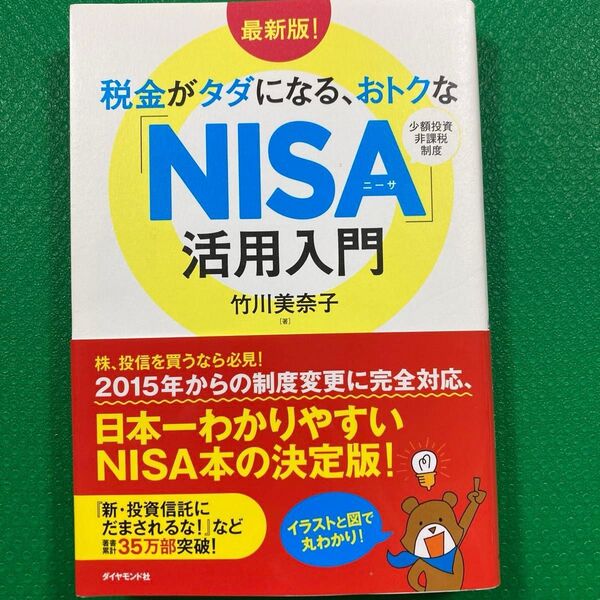 最新版！
税金がタダになる、おトクな
「NISA」
ニーサ
少額投資
非課税
制度
活用入門
竹川美奈子
［著］
株、投信を買うなら必見！
2015年からの制度変更に完全対応、
日本一わかりやすい
NISA本の決定版！
『新・投資信託に
だまされるな！』など
著書累計35万部突破！
イラストと図で
丸わかり！
ダイヤモンド社